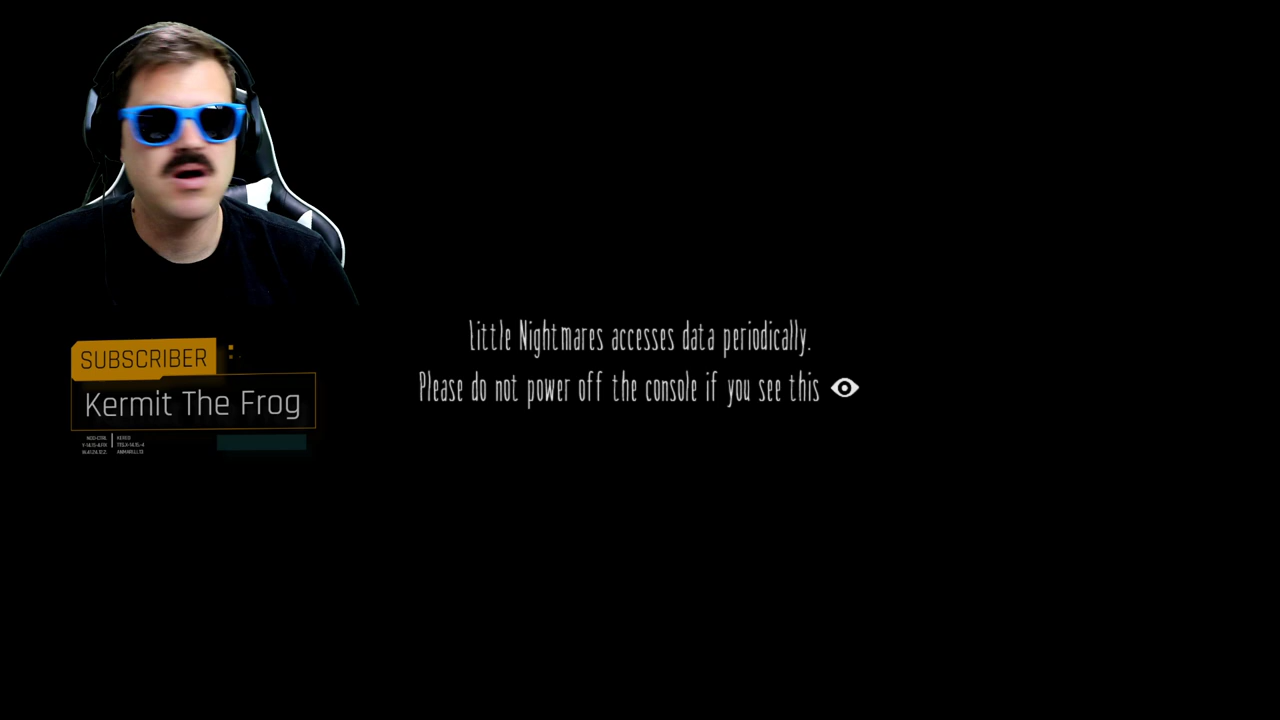 SUBSCRIBER
Kermit The Frog
Little Nightmares accesses data periodically.
Please do not power off the console if you see this